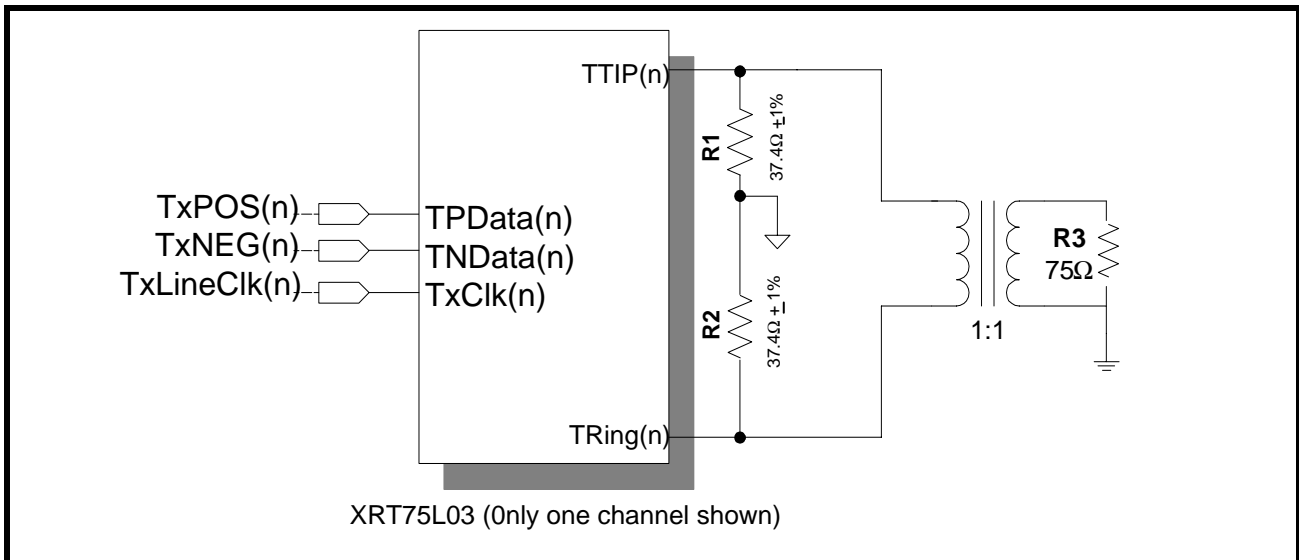 TTIP(n)
R1
37.4Ω ±1%
TxPOS(n)
TPData(n)
TxNEG(n)
TNData(n)
TxLineClk(n)
TxClk(n)
R3
75Ω
R2
37.4Ω ±1%
1:1
TRing(n)
XRT75L03 (0nly one channel shown)